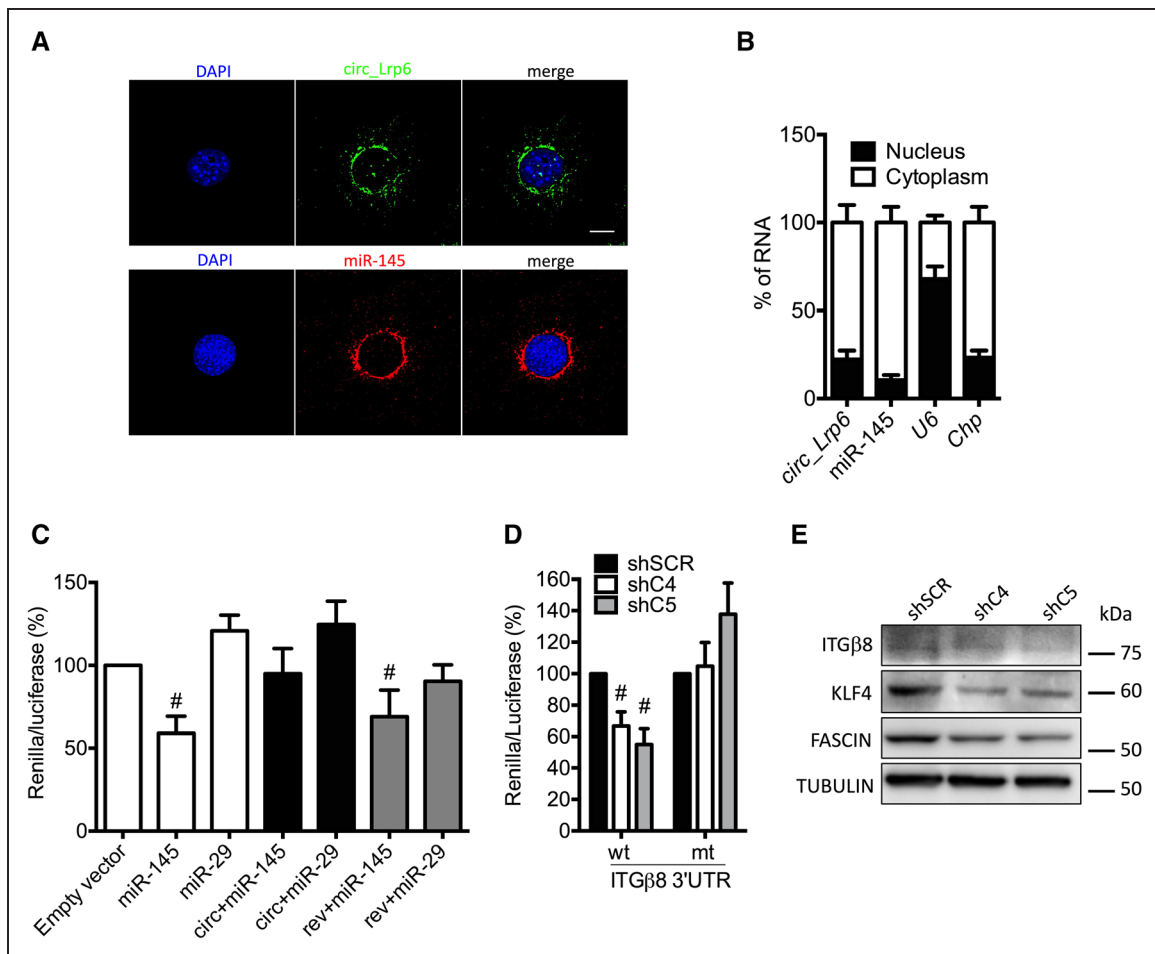 A
DAPI circ_Lrp6 merge
DAPI miR-145 merge
B
150
100
50
0
% of RNA
Nucleus
Cytoplasm
circ_Lrp6 miR-145 U6 Chp
C
150
100
50
0
Renilla/luciferase (%)
# #
Empty vector miR-145 miR-29 circ+miR-145 circ+miR-29 rev+miR-145 rev+miR-29
D
shSCR
shC4
shC5
160
140
120
100
80
60
40
20
0
Renilla/Luciferase (%)
# #
wt mt
ITGβ8 3'UTR
E
shSCR shC4 shC5 kDa
ITGβ8 75
KLF4 60
FASCIN 50
TUBULIN 50